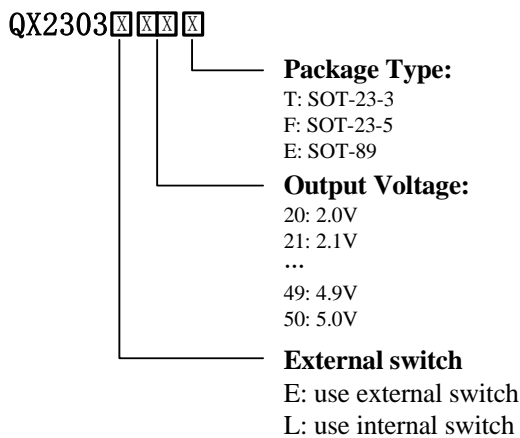 QX2303XXXX
Package Type:
T: SOT-23-3
F: SOT-23-5
E: SOT-89
Output Voltage:
20: 2.0V
21: 2.1V
…
49: 4.9V
50: 5.0V
External switch
E: use external switch
L: use internal switch